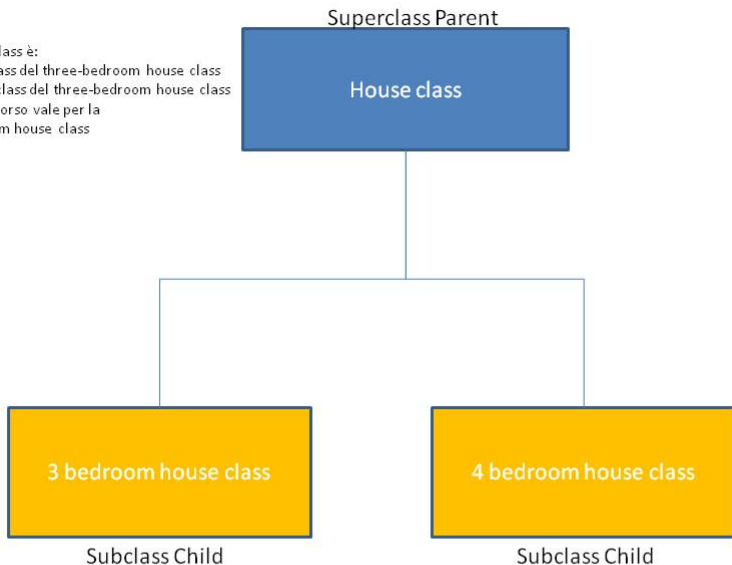 Superclass Parent
è:
del three-bedroom house class
del three-bedroom house class
vale per la
house class
House class
3 bedroom house class
4 bedroom house class
Subclass Child
Subclass Child